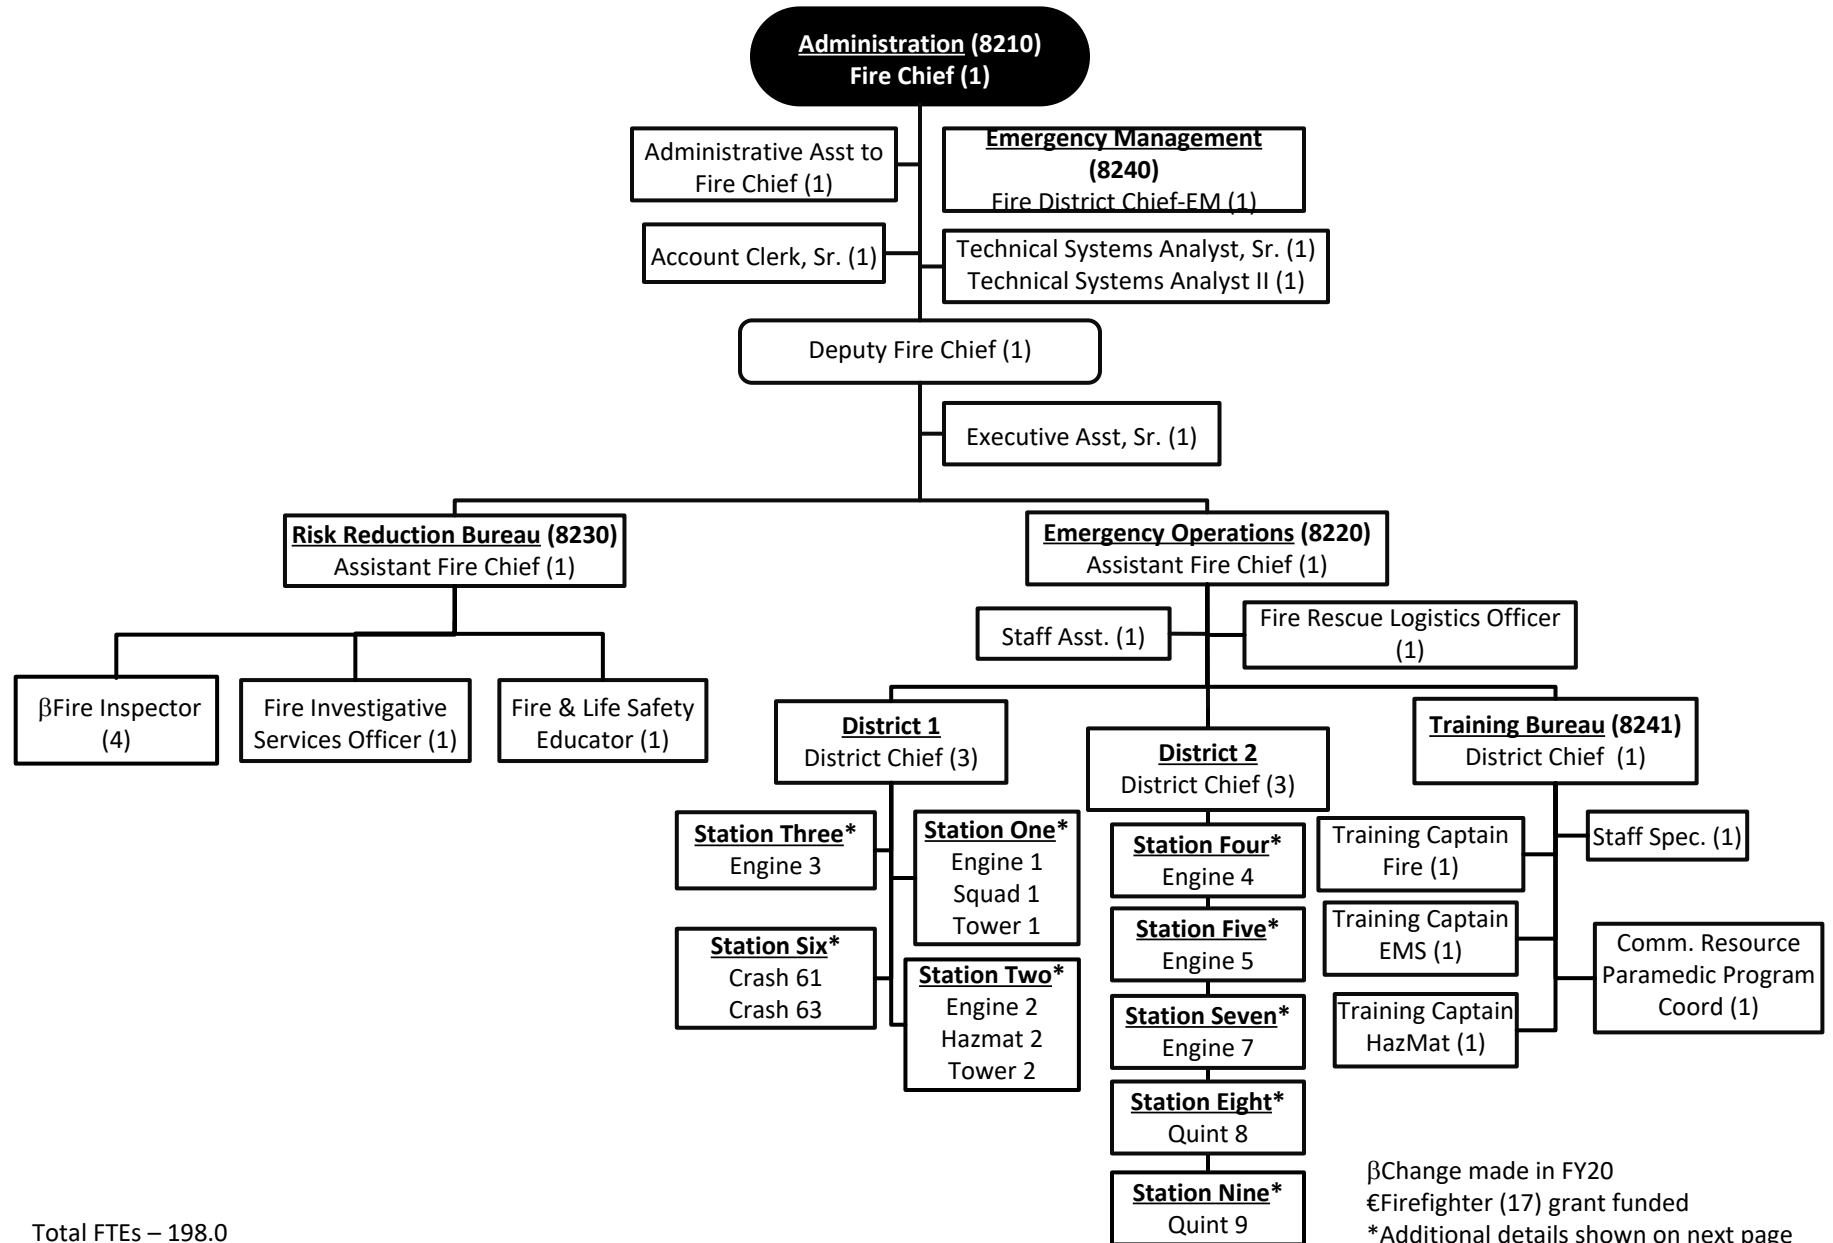 Administration (8210)
Fire Chief (1)
Administrative Asst to
Fire Chief (1)
Emergency Management
(8240)
Fire District Chief-EM (1)
Account Clerk, Sr. (1)
Technical Systems Analyst, Sr. (1)
Technical Systems Analyst II (1)
Deputy Fire Chief (1)
Executive Asst, Sr. (1)
Risk Reduction Bureau (8230)
Assistant Fire Chief (1)
Emergency Operations (8220)
Assistant Fire Chief (1)
Staff Asst. (1)
Fire Rescue Logistics Officer
(1)
βFire Inspector
(4)
Fire Investigative
Services Officer (1)
Fire & Life Safety
Educator (1)
District 1
District Chief (3)
District 2
District Chief (3)
Training Bureau (8241)
District Chief  (1)
Station Three*
Engine 3
Station One*
Engine 1
Squad 1
Tower 1
Station Six*
Crash 61
Crash 63
Station Two*
Engine 2
Hazmat 2
Tower 2
Station Four*
Engine 4
Station Five*
Engine 5
Station Seven*
Engine 7
Station Eight*
Quint 8
Station Nine*
Quint 9
Training Captain
Fire (1)
Staff Spec. (1)
Training Captain
EMS (1)
Comm. Resource
Paramedic Program
Coord (1)
Training Captain
HazMat (1)
Total FTEs – 198.0
βChange made in FY20
€Firefighter (17) grant funded
*Additional details shown on next page